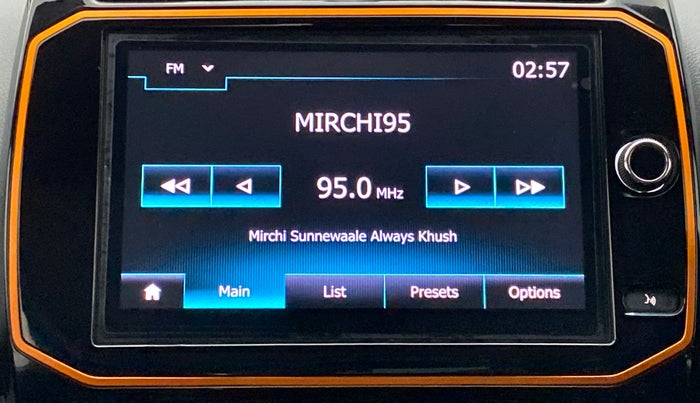 FM
02:57
MIRCHI95
95.0 MHz
Mirchi Sunnewaale Always Khush
Main List Presets Options